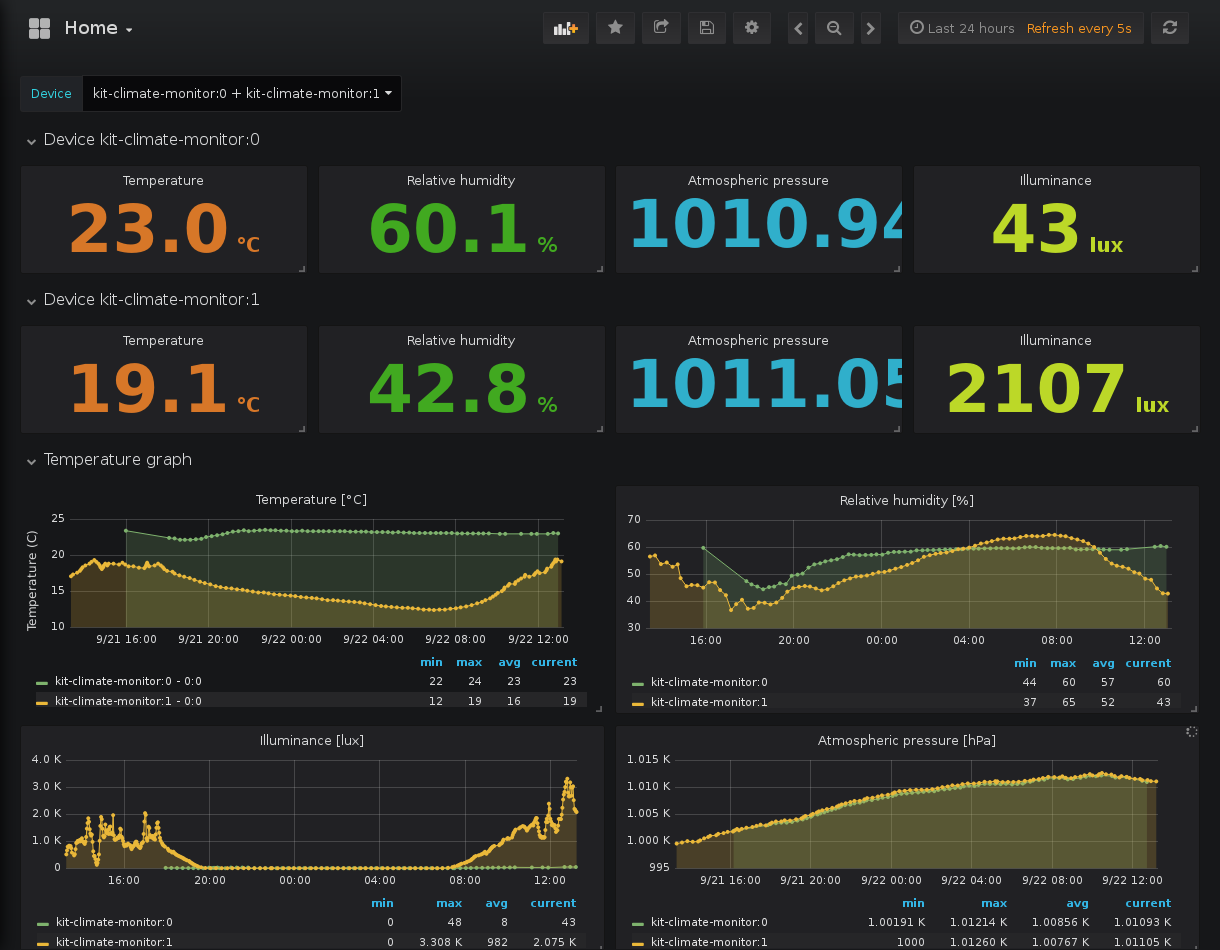 Home
Last 24 hours Refresh every 5s
Device kit-climate-monitor:0 + kit-climate-monitor:1
Device kit-climate-monitor:0
Temperature Relative humidity Atmospheric pressure Illuminance
23.0 °C 60.1 % 1010.94 43 lux
Device kit-climate-monitor:1
Temperature Relative humidity Atmospheric pressure Illuminance
19.1 °C 42.8 % 1011.05 2107 lux
Temperature graph
Temperature [°C]
Temperature (C)
25
20
15
10
9/21 16:00 9/21 20:00 9/22 00:00 9/22 04:00 9/22 08:00 9/22 12:00
min max avg current
kit-climate-monitor:0 - 0:0 22 24 23 23
kit-climate-monitor:1 - 0:0 12 19 16 19
Relative humidity [%]
70
60
50
40
30
16:00 20:00 00:00 04:00 08:00 12:00
min max avg current
kit-climate-monitor:0 44 60 57 60
kit-climate-monitor:1 37 65 52 43
Illuminance [lux]
4.0 K
3.0 K
2.0 K
1.0 K
0
16:00 20:00 00:00 04:00 08:00 12:00
min max avg current
kit-climate-monitor:0 0 48 8 43
kit-climate-monitor:1 0 3.308 K 982 2.075 K
Atmospheric pressure [hPa]
1.015 K
1.010 K
1.005 K
1.000 K
995
9/21 16:00 9/21 20:00 9/22 00:00 9/22 04:00 9/22 08:00 9/22 12:00
min max avg current
kit-climate-monitor:0 1.00191 K 1.01214 K 1.00856 K 1.01093 K
kit-climate-monitor:1 1000 1.01260 K 1.00767 K 1.01105 K